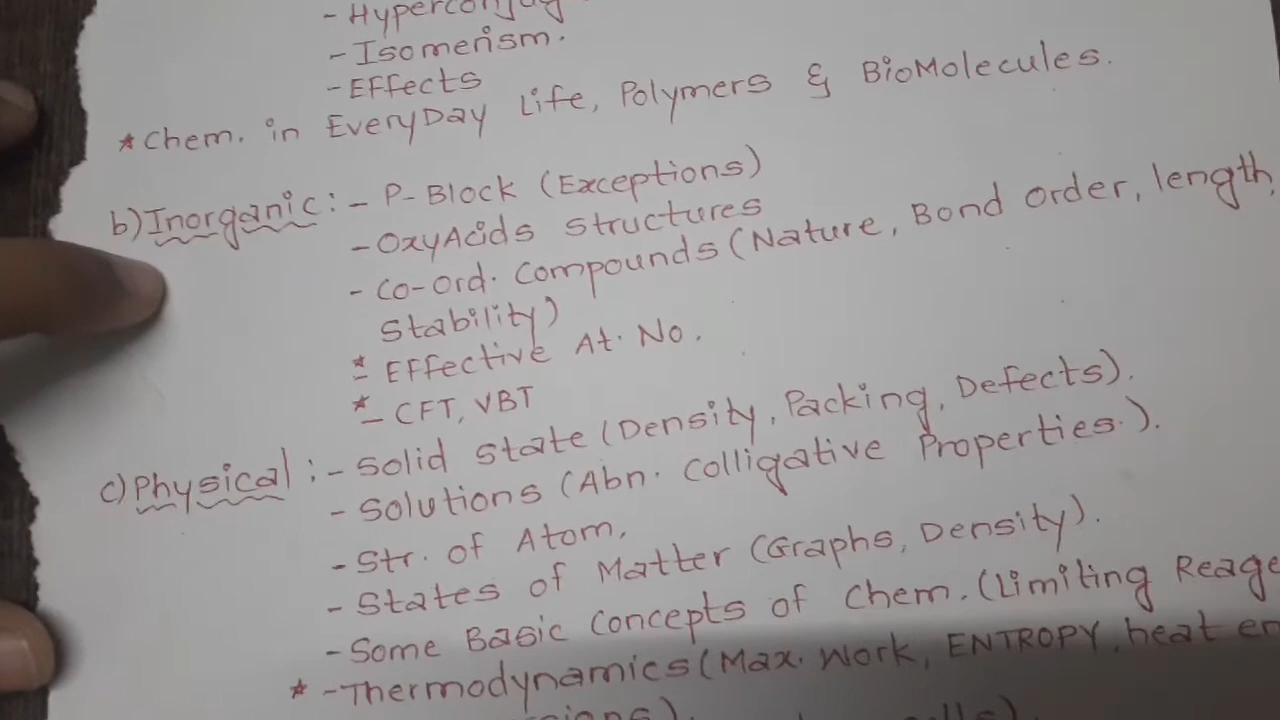 - Isomerism.
- EFFects
* Chem. in EveryDay Life, Polymers & BioMolecules.
b) Inorganic :- P-Block (Exceptions)
- OxyAcids structures
- Co-ord. Compounds (Nature, Bond order, length,
Stability)
*- EFFective At. No.
*- CFT, VBT
c) Physical :- Solid State (Density, Packing, Defects).
- Solutions (Abn. Colligative Properties.).
- Str. of Atom,
- States of Matter (Graphs, Density).
- Some Basic Concepts of Chem. (Limiting
* - Thermodynamics (Max. Work, ENTROPY, heat